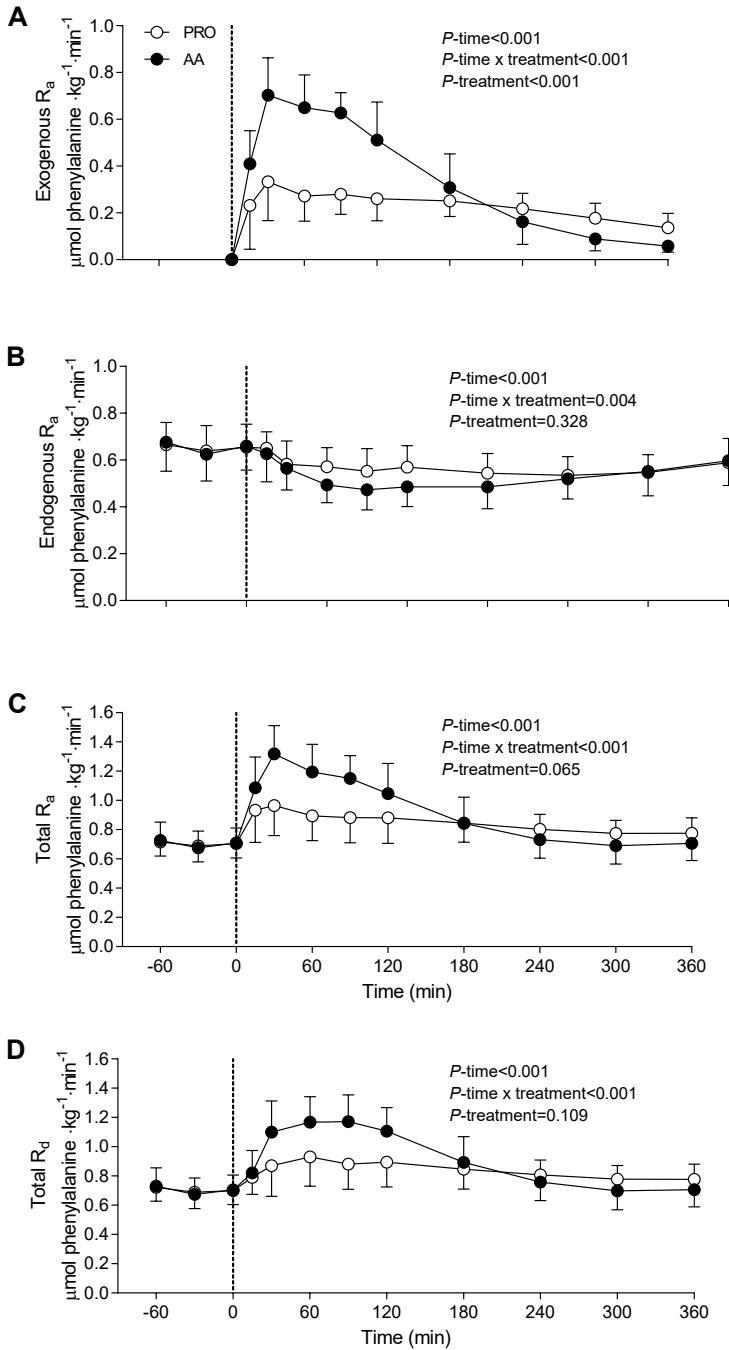 A
PRO
AA
P-time<0.001
P-time x treatment<0.001
P-treatment<0.001
Exogenous Ra
µmol phenylalanine ·kg-1·min-1
1.0
0.8
0.6
0.4
0.2
0.0
B
P-time<0.001
P-time x treatment=0.004
P-treatment=0.328
Endogenous Ra
µmol phenylalanine ·kg-1·min-1
1.0
0.8
0.6
0.4
0.2
0.0
C
P-time<0.001
P-time x treatment<0.001
P-treatment=0.065
Total Ra
µmol phenylalanine ·kg-1·min-1
1.6
1.4
1.2
1.0
0.8
0.6
0.4
0.2
0.0
-60 0 60 120 180 240 300 360
Time (min)
D
P-time<0.001
P-time x treatment<0.001
P-treatment=0.109
Total Rd
µmol phenylalanine ·kg-1·min-1
1.6
1.4
1.2
1.0
0.8
0.6
0.4
0.2
0.0
-60 0 60 120 180 240 300 360
Time (min)